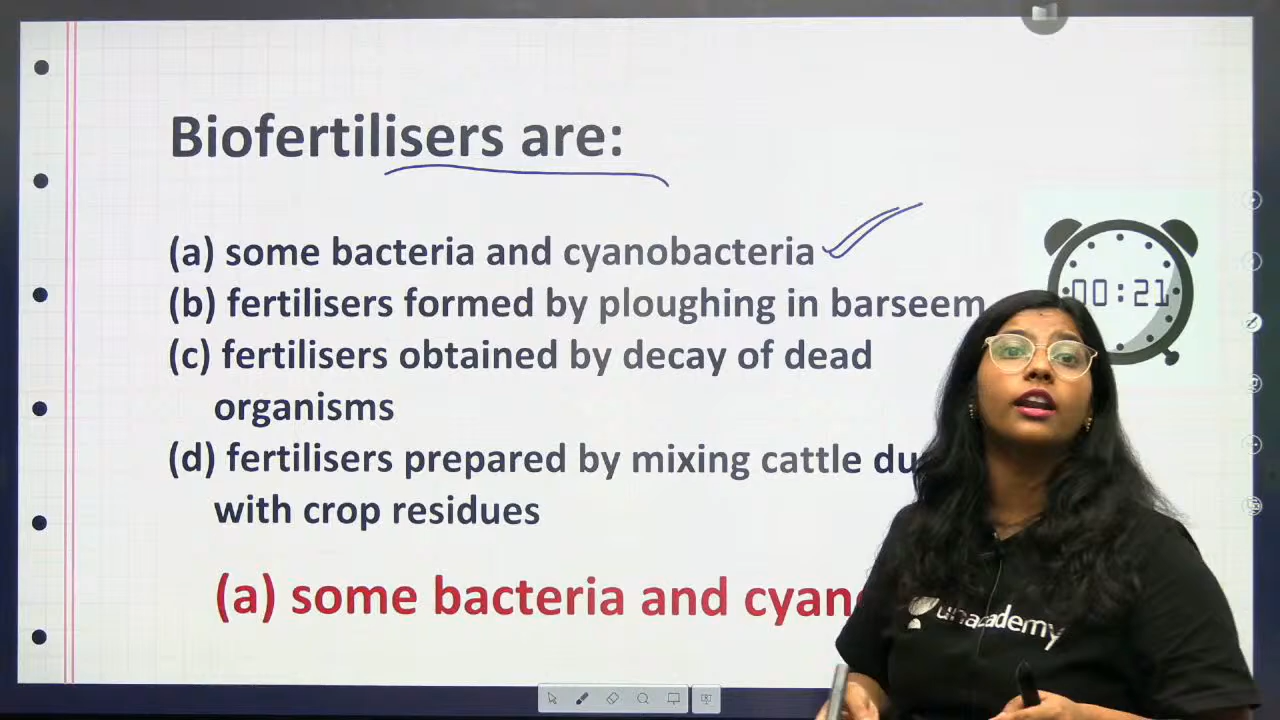 Biofertilisers are:
(a) some bacteria and cyanobacteria
(b) fertilisers formed by ploughing in barseem
(c) fertilisers obtained by decay of dead
organisms
(d) fertilisers prepared by mixing cattle
with crop residues
(a) some bacteria and
00:21
unacademy